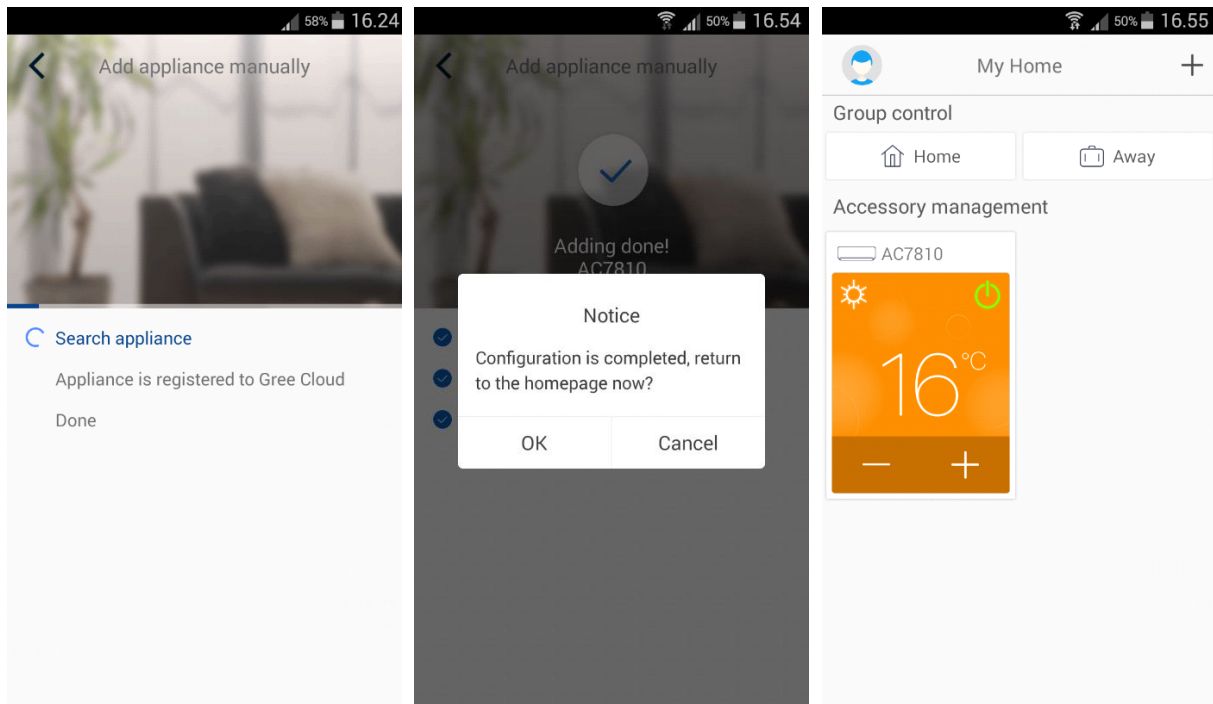 58% 16.24
Add appliance manually
Search appliance
Appliance is registered to Gree Cloud
Done
50% 16.54
Add appliance manually
Adding done!
AC7810
Notice
Configuration is completed, return
to the homepage now?
OK Cancel
50% 16.55
My Home
Group control
Home Away
Accessory management
AC7810
16°C